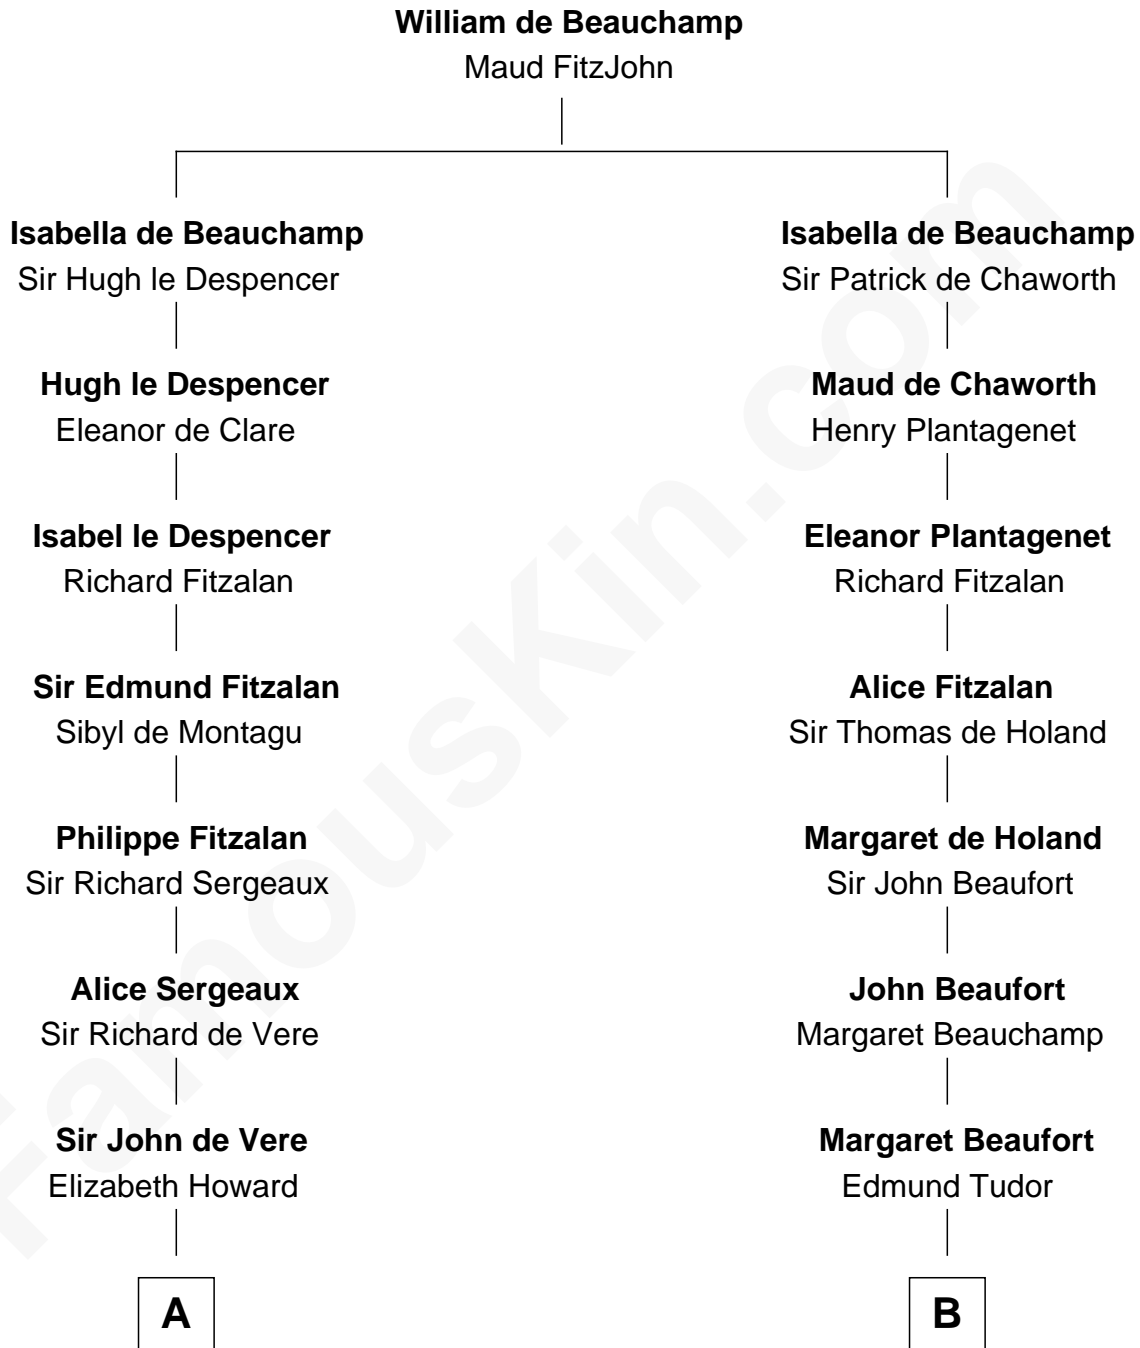 William de Beauchamp
Maud FitzJohn
Isabella de Beauchamp
Sir Hugh le Despencer
Isabella de Beauchamp
Sir Patrick de Chaworth
Hugh le Despencer
Eleanor de Clare
Maud de Chaworth
Henry Plantagenet
Isabel le Despencer
Richard Fitzalan
Eleanor Plantagenet
Richard Fitzalan
Sir Edmund Fitzalan
Sibyl de Montagu
Alice Fitzalan
Sir Thomas de Holand
Philippe Fitzalan
Sir Richard Sergeaux
Margaret de Holand
Sir John Beaufort
Alice Sergeaux
Sir Richard de Vere
John Beaufort
Margaret Beauchamp
Sir John de Vere
Elizabeth Howard
Margaret Beaufort
Edmund Tudor
A
B
FamousKin.com